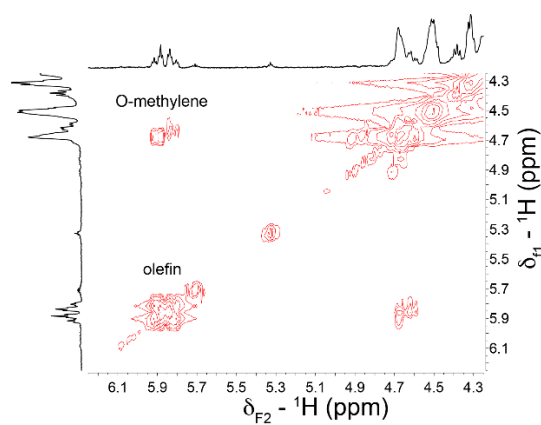 O-methylene
olefin
4.3
4.5
4.7
4.9
5.1
5.3
5.5
5.7
5.9
6.1
δf1 - ¹H (ppm)
6.1 5.9 5.7 5.5 5.3 5.1 4.9 4.7 4.5 4.3
δF2 - ¹H (ppm)